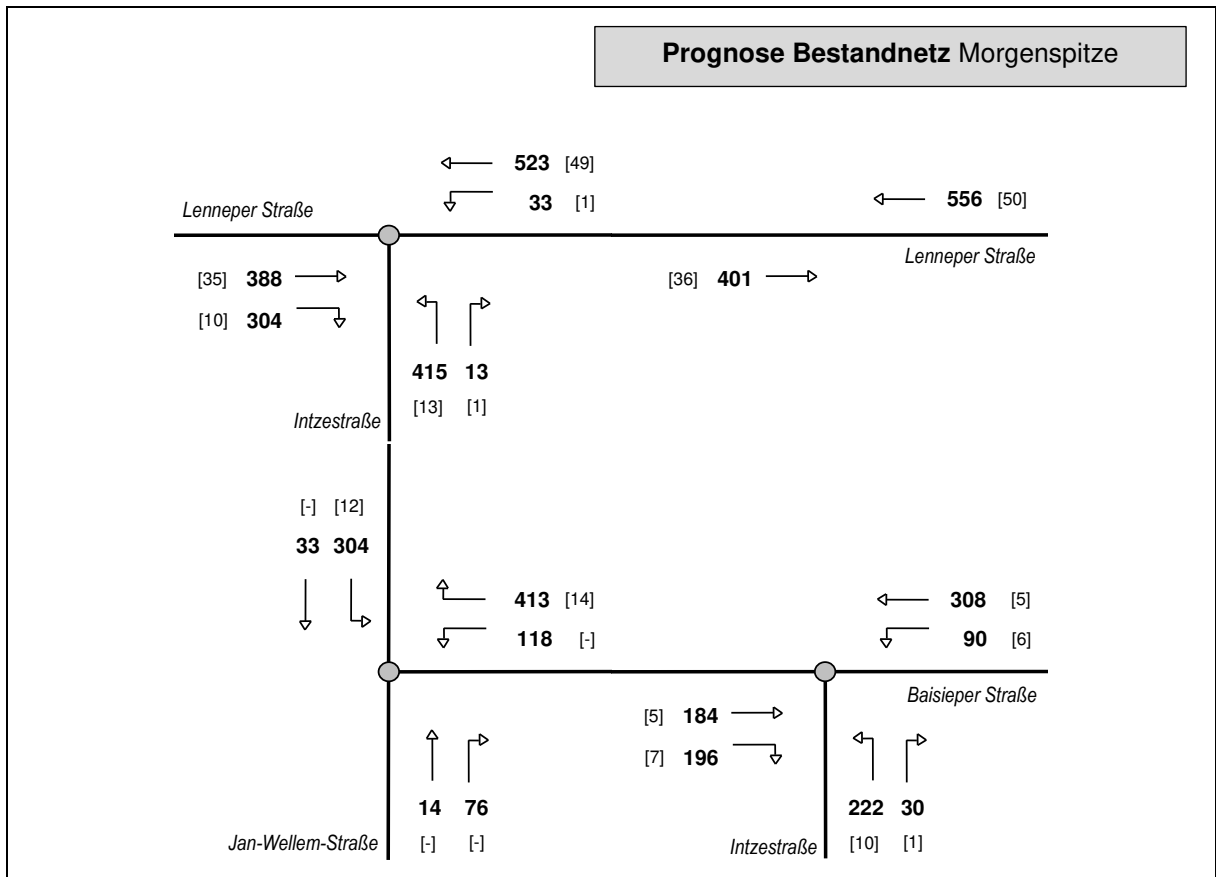 Prognose Bestandnetz Morgenspitze
523 [49]
33 [1]
Lenneper Straße
556 [50]
Lenneper Straße
[35] 388
[10] 304
[36] 401
415 13
[13] [1]
Intzestraße
[-] [12]
33 304
413 [14]
118 [-]
308 [5]
90 [6]
Baisieper Straße
[5] 184
[7] 196
14 76
[-] [-]
Jan-Wellem-Straße
222 30
[10] [1]
Intzestraße